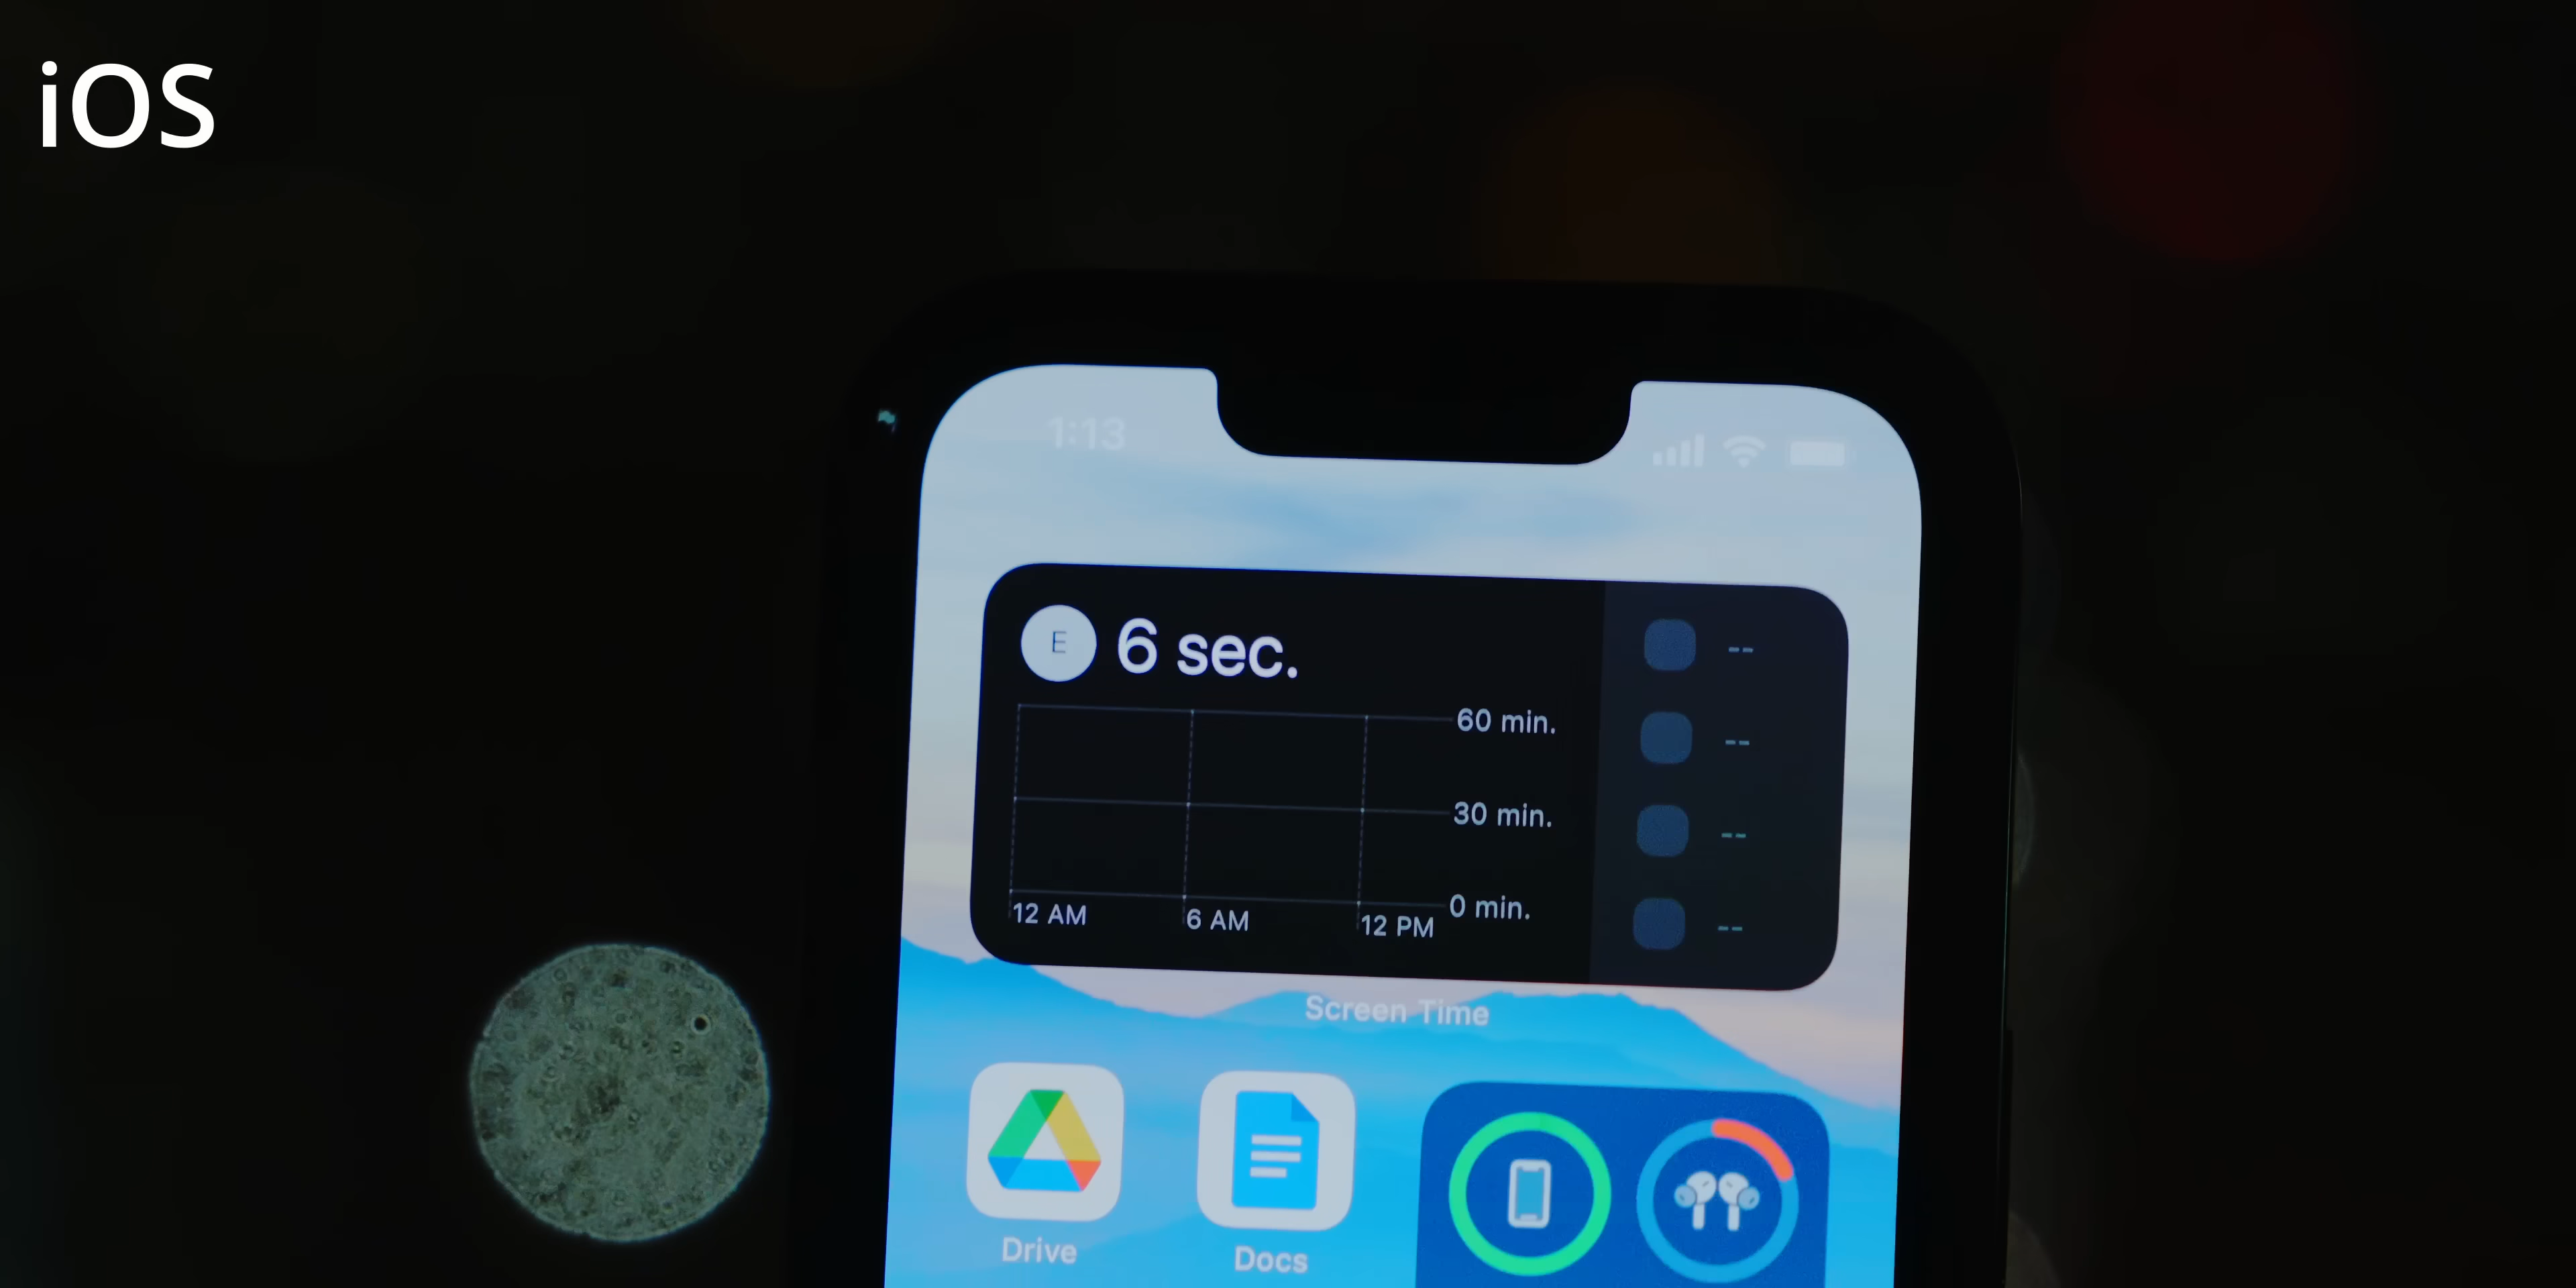 iOS
1:13
E 6 sec.
60 min.
30 min.
0 min.
12 AM 6 AM 12 PM
--
--
--
--
Screen Time
Drive Docs